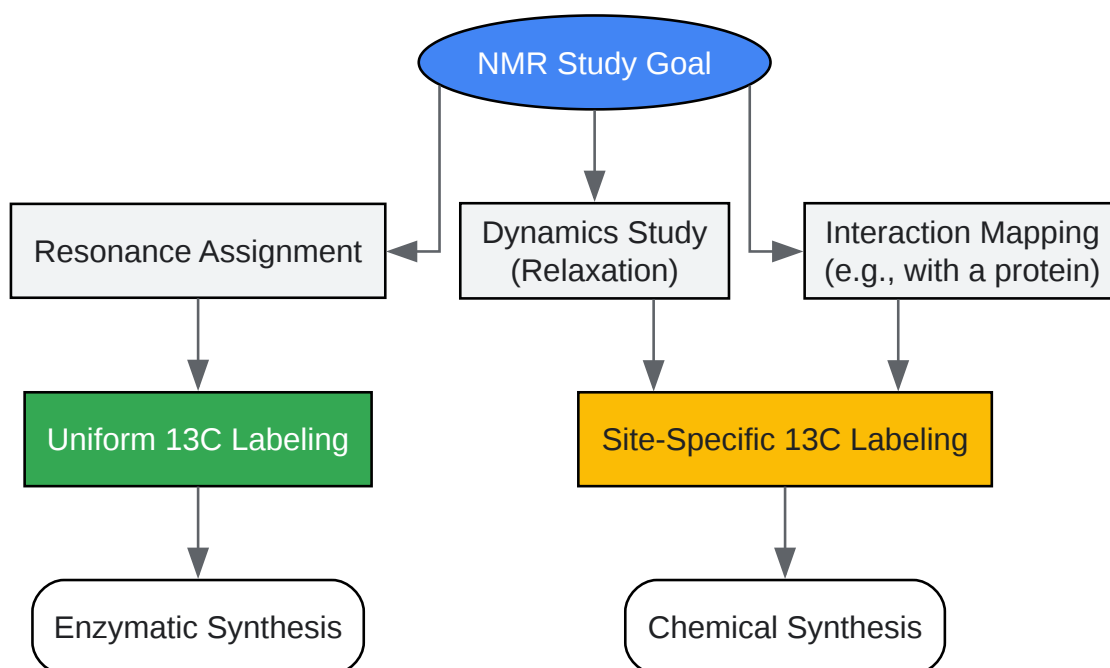 NMR Study Goal
Resonance Assignment
Dynamics Study
(Relaxation)
Interaction Mapping
(e.g., with a protein)
Uniform 13C Labeling
Site-Specific 13C Labeling
Enzymatic Synthesis
Chemical Synthesis